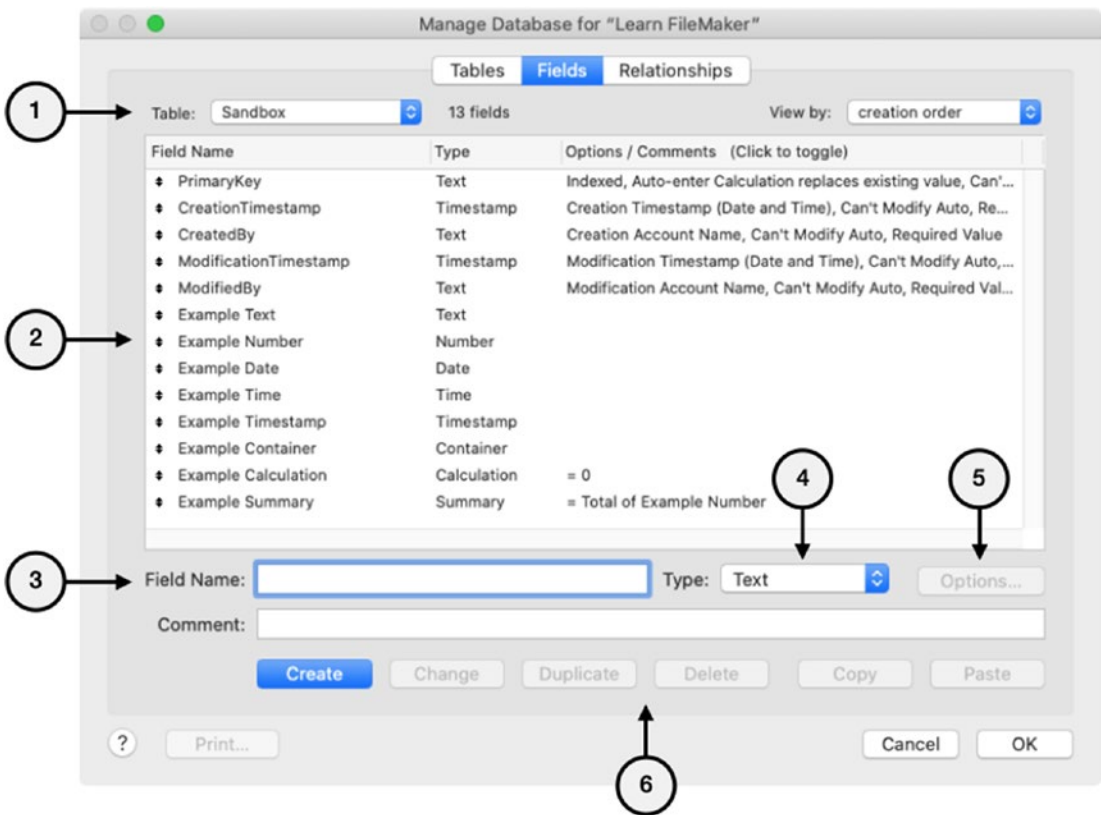 Manage Database for “Learn FileMaker”
Tables Fields Relationships
1
Table: Sandbox 13 fields View by: creation order
Field Name Type Options / Comments (Click to toggle)
PrimaryKey Text Indexed, Auto-enter Calculation replaces existing value, Can'...
CreationTimestamp Timestamp Creation Timestamp (Date and Time), Can't Modify Auto, Re...
CreatedBy Text Creation Account Name, Can't Modify Auto, Required Value
ModificationTimestamp Timestamp Modification Timestamp (Date and Time), Can't Modify Auto,...
ModifiedBy Text Modification Account Name, Can't Modify Auto, Required Val...
Example Text Text
2
Example Number Number
Example Date Date
Example Time Time
Example Timestamp Timestamp
Example Container Container
Example Calculation Calculation = 0
4 5
Example Summary Summary = Total of Example Number
3
Field Name: Type: Text Options...
Comment:
Create Change Duplicate Delete Copy Paste
? Print... Cancel OK
6